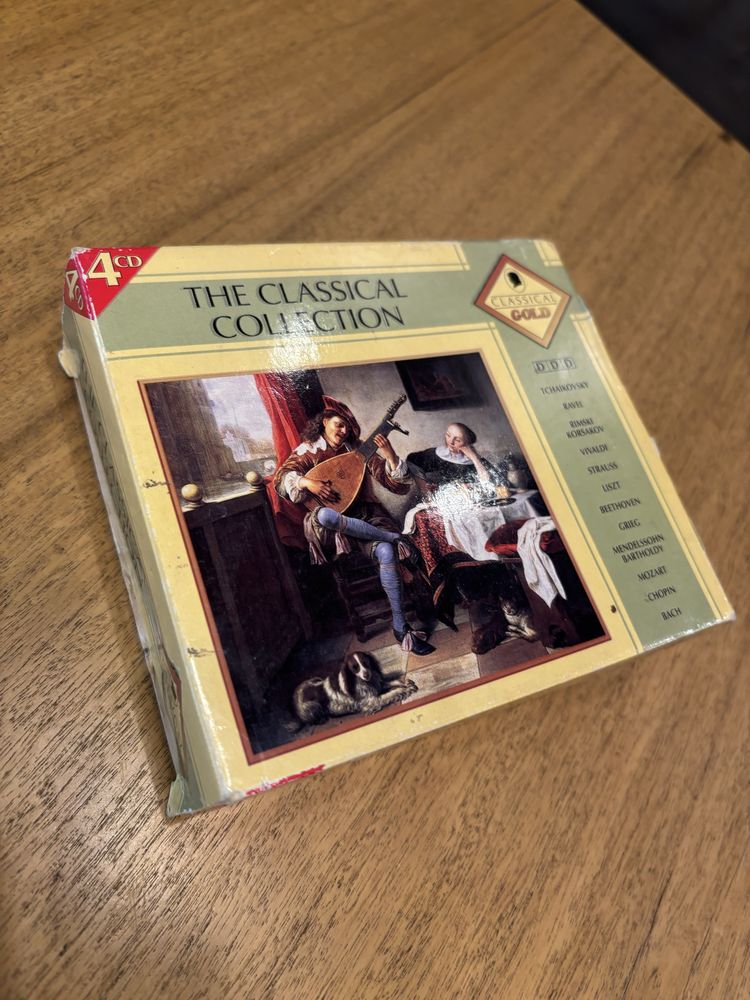 4CD
4CD
THE CLASSICAL
COLLECTION
CLASSICAL
GOLD
DDD
TCHAIKOVSKY
RAVEL
RIMSKI
KORSAKOV
VIVALDI
STRAUSS
LISZT
BEETHOVEN
GRIEG
MENDELSSOHN
BARTHOLDY
MOZART
CHOPIN
BACH